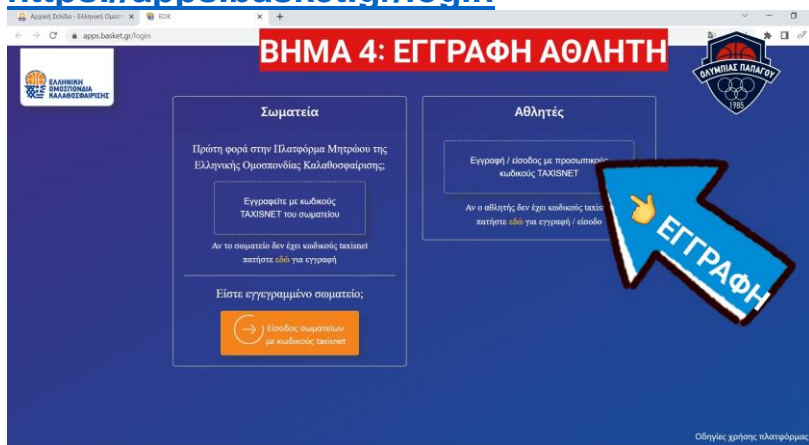 https://apps.basket.gr/login
Αρχική Σελίδα - Ελληνική Ομοσπ
ΕΟΚ
apps.basket.gr/login
ΒΗΜΑ 4: ΕΓΓΡΑΦΗ ΑΘΛΗΤΗ
ΕΛΛΗΝΙΚΗ
ΟΜΟΣΠΟΝΔΙΑ
ΚΑΛΑΘΟΣΦΑΙΡΙΣΗΣ
ΟΛΥΜΠΙΑΣ ΠΑΠΑΓΟΥ
1985
Σωματεία
Πρώτη φορά στην Πλατφόρμα Μητρώου της
Ελληνικής Ομοσπονδίας Καλαθοσφαίρισης;
Εγγραφείτε με κωδικούς
TAXISNET του σωματείου
Αν το σωματείο δεν έχει κωδικούς taxisnet
πατήστε εδώ για εγγραφή
Είστε εγγεγραμμένο σωματείο;
Είσοδος σωματείων
με κωδικούς taxisnet
Αθλητές
Εγγραφή / είσοδος με προσωπικούς
κωδικούς TAXISNET
Αν ο αθλητής δεν έχει κωδικούς taxis
πατήστε εδώ για εγγραφή / είσοδο
ΕΓΓΡΑΦΗ
Οδηγίες χρήσης πλατφόρμας